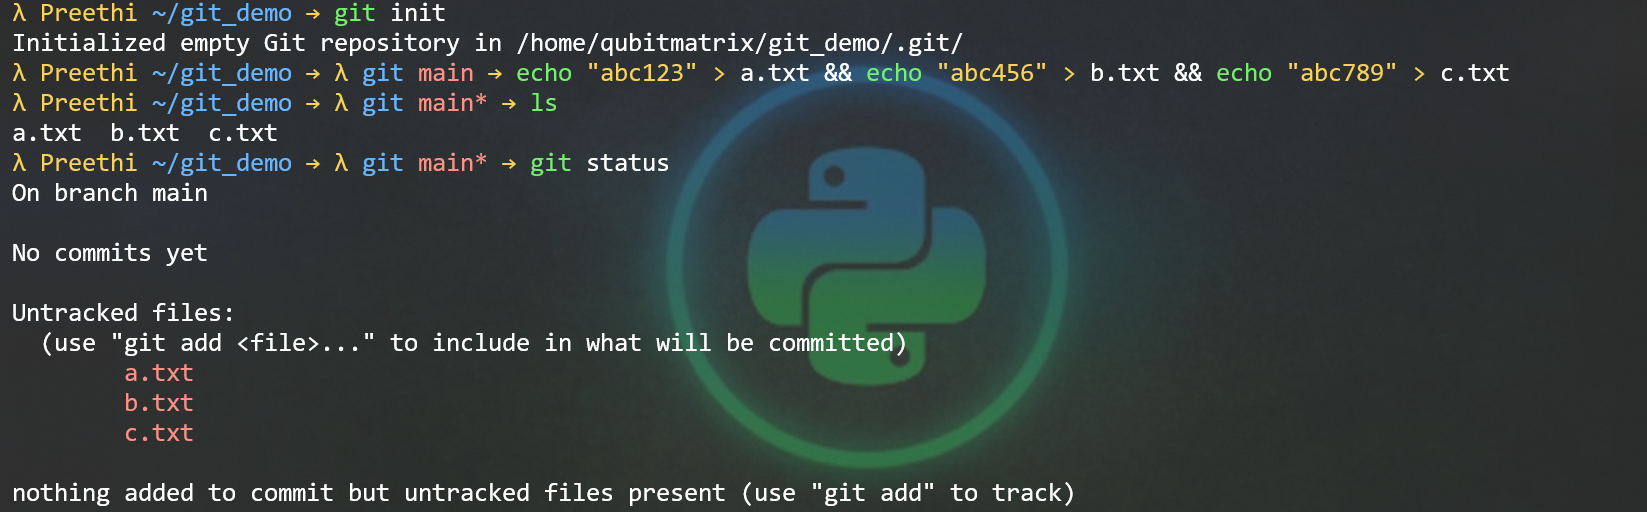 λ Preethi ~/git_demo → git init
Initialized empty Git repository in /home/qubitmatrix/git_demo/.git/
λ Preethi ~/git_demo → λ git main → echo "abc123" > a.txt && echo "abc456" > b.txt && echo "abc789" > c.txt
λ Preethi ~/git_demo → λ git main* → ls
a.txt  b.txt  c.txt
λ Preethi ~/git_demo → λ git main* → git status
On branch main

No commits yet

Untracked files:
  (use "git add <file>..." to include in what will be committed)
        a.txt
        b.txt
        c.txt

nothing added to commit but untracked files present (use "git add" to track)